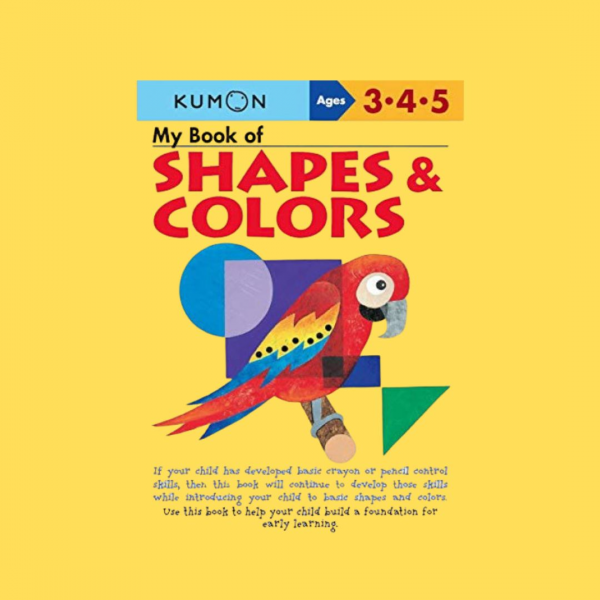 KUMON Ages 3•4•5
My Book of
SHAPES &
COLORS
If your child has developed basic crayon or pencil control
skills, then this book will continue to develop those skills
while introducing your child to basic shapes and colors.
Use this book to help your child build a foundation for
early learning.